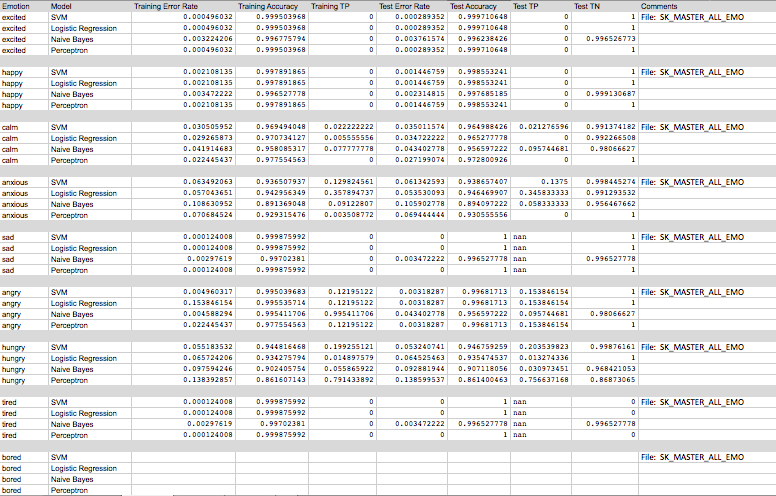 Emotion Model Training Error Rate Training Accuracy Training TP Test Error Rate Test Accuracy Test TP Test TN Comments
excited SVM 0.000496032 0.999503968 0 0.000289352 0.999710648 0 1 File: SK_MASTER_ALL_EMO
excited Logistic Regression 0.000496032 0.999503968 0 0.000289352 0.999710648 0 1
excited Naive Bayes 0.003224206 0.996775794 0 0.003761574 0.996238426 0 0.996526773
excited Perceptron 0.000496032 0.999503968 0 0.000289352 0.999710648 0 1
happy SVM 0.002108135 0.997891865 0 0.001446759 0.998553241 0 1 File: SK_MASTER_ALL_EMO
happy Logistic Regression 0.002108135 0.997891865 0 0.001446759 0.998553241 0 1
happy Naive Bayes 0.003472222 0.996527778 0 0.002314815 0.997685185 0 0.999130687
happy Perceptron 0.002108135 0.997891865 0 0.001446759 0.998553241 0 1
calm SVM 0.030505952 0.969494048 0.022222222 0.035011574 0.964988426 0.021276596 0.991374182 File: SK_MASTER_ALL_EMO
calm Logistic Regression 0.029265873 0.970734127 0.005555556 0.034722222 0.965277778 0 0.992266508
calm Naive Bayes 0.041914683 0.958085317 0.077777778 0.043402778 0.956597222 0.095744681 0.98066627
calm Perceptron 0.022445437 0.977554563 0 0.027199074 0.972800926 0 1
anxious SVM 0.063492063 0.936507937 0.129824561 0.061342593 0.938657407 0.1375 0.998445274 File: SK_MASTER_ALL_EMO
anxious Logistic Regression 0.057043651 0.942956349 0.357894737 0.053530093 0.946469907 0.345833333 0.991293532
anxious Naive Bayes 0.108630952 0.891369048 0.09122807 0.105902778 0.894097222 0.058333333 0.956467662
anxious Perceptron 0.070684524 0.929315476 0.003508772 0.069444444 0.930555556 0 1
sad SVM 0.000124008 0.999875992 0 0 1 nan 1 File: SK_MASTER_ALL_EMO
sad Logistic Regression 0.000124008 0.999875992 0 0 1 nan 1
sad Naive Bayes 0.00297619 0.99702381 0 0.003472222 0.996527778 nan 0.996527778
sad Perceptron 0.000124008 0.999875992 0 0 1 nan 1
angry SVM 0.004960317 0.995039683 0.12195122 0.00318287 0.99681713 0.153846154 1 File: SK_MASTER_ALL_EMO
angry Logistic Regression 0.153846154 0.995535714 0.12195122 0.00318287 0.99681713 0.153846154 1
angry Naive Bayes 0.004588294 0.995411706 0.995411706 0.043402778 0.956597222 0.095744681 0.98066627
angry Perceptron 0.022445437 0.977554563 0.12195122 0.00318287 0.99681713 0.153846154 1
hungry SVM 0.055183532 0.944816468 0.199255121 0.053240741 0.946759259 0.203539823 0.99876161 File: SK_MASTER_ALL_EMO
hungry Logistic Regression 0.065724206 0.934275794 0.014897579 0.064525463 0.935474537 0.013274336 1
hungry Naive Bayes 0.097594246 0.902405754 0.055865922 0.092881944 0.907118056 0.030973451 0.968421053
hungry Perceptron 0.138392857 0.861607143 0.791433892 0.138599537 0.861400463 0.756637168 0.86873065
tired SVM 0.000124008 0.999875992 0 0 1 nan 0 File: SK_MASTER_ALL_EMO
tired Logistic Regression 0.000124008 0.999875992 0 0 1 nan 0
tired Naive Bayes 0.00297619 0.99702381 0 0.003472222 0.996527778 nan 0.996527778
tired Perceptron 0.000124008 0.999875992 0 0 1 nan 0
bored SVM File: SK_MASTER_ALL_EMO
bored Logistic Regression
bored Naive Bayes
bored Perceptron